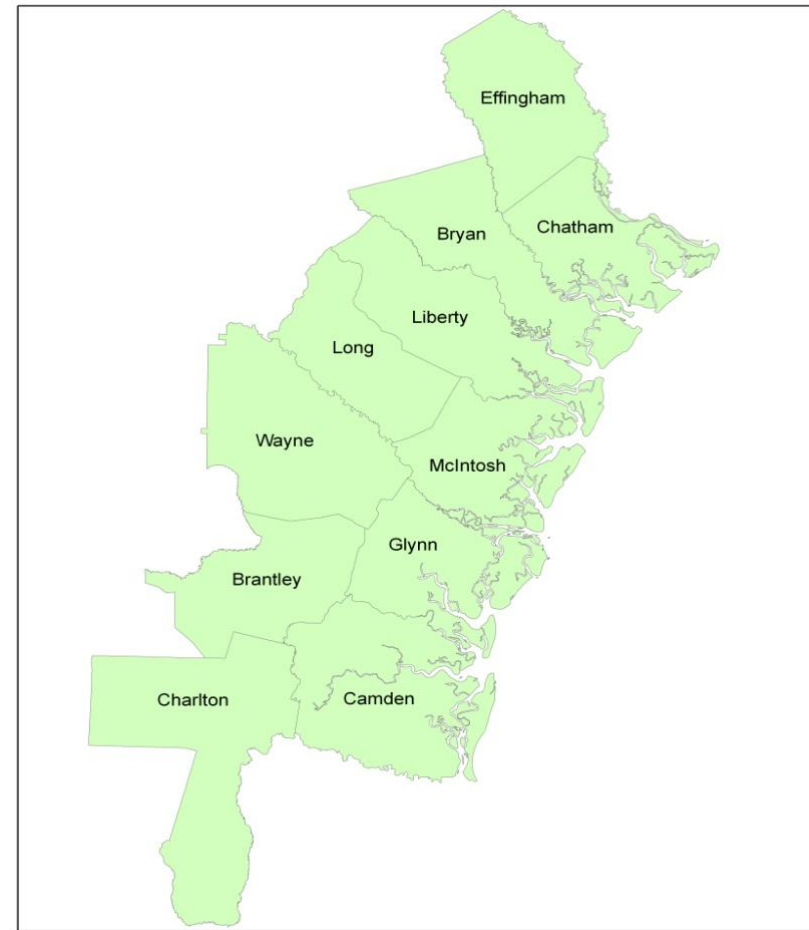 Effingham
Chatham
Bryan
Liberty
Long
Wayne
McIntosh
Glynn
Brantley
Charlton
Camden